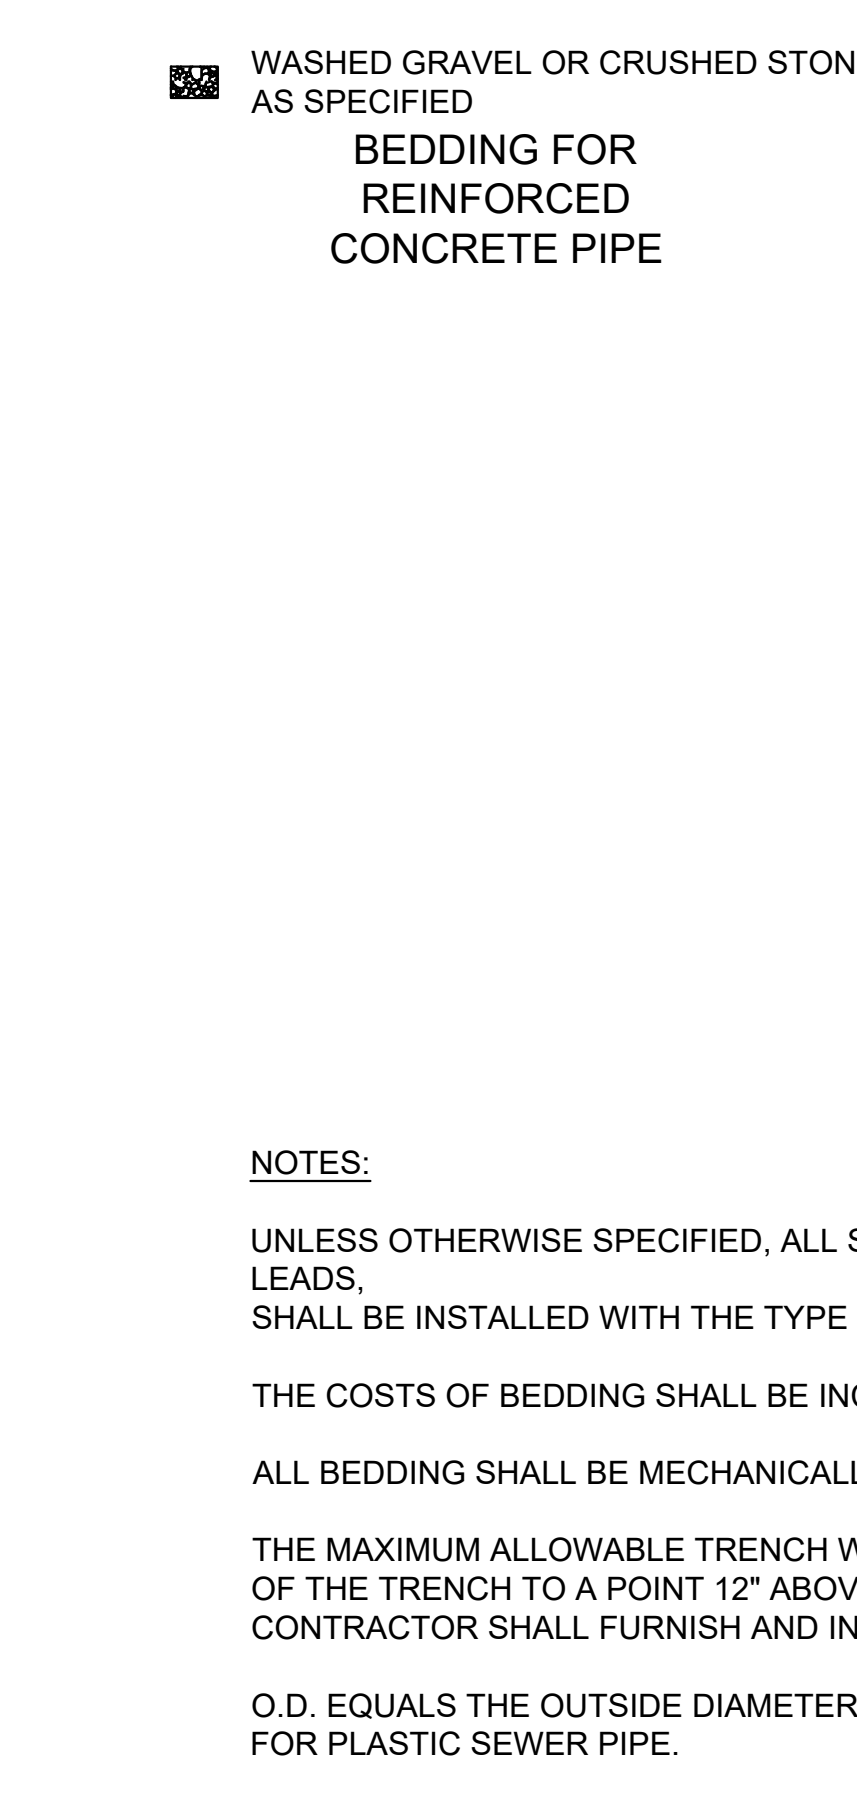 WASHED GRAVEL OR CRUSHED STON
AS SPECIFIED
BEDDING FOR
REINFORCED
CONCRETE PIPE
NOTES:
UNLESS OTHERWISE SPECIFIED, ALL S
LEADS,
SHALL BE INSTALLED WITH THE TYPE
THE COSTS OF BEDDING SHALL BE INC
ALL BEDDING SHALL BE MECHANICALL
THE MAXIMUM ALLOWABLE TRENCH W
OF THE TRENCH TO A POINT 12" ABOV
CONTRACTOR SHALL FURNISH AND IN
O.D. EQUALS THE OUTSIDE DIAMETER
FOR PLASTIC SEWER PIPE.